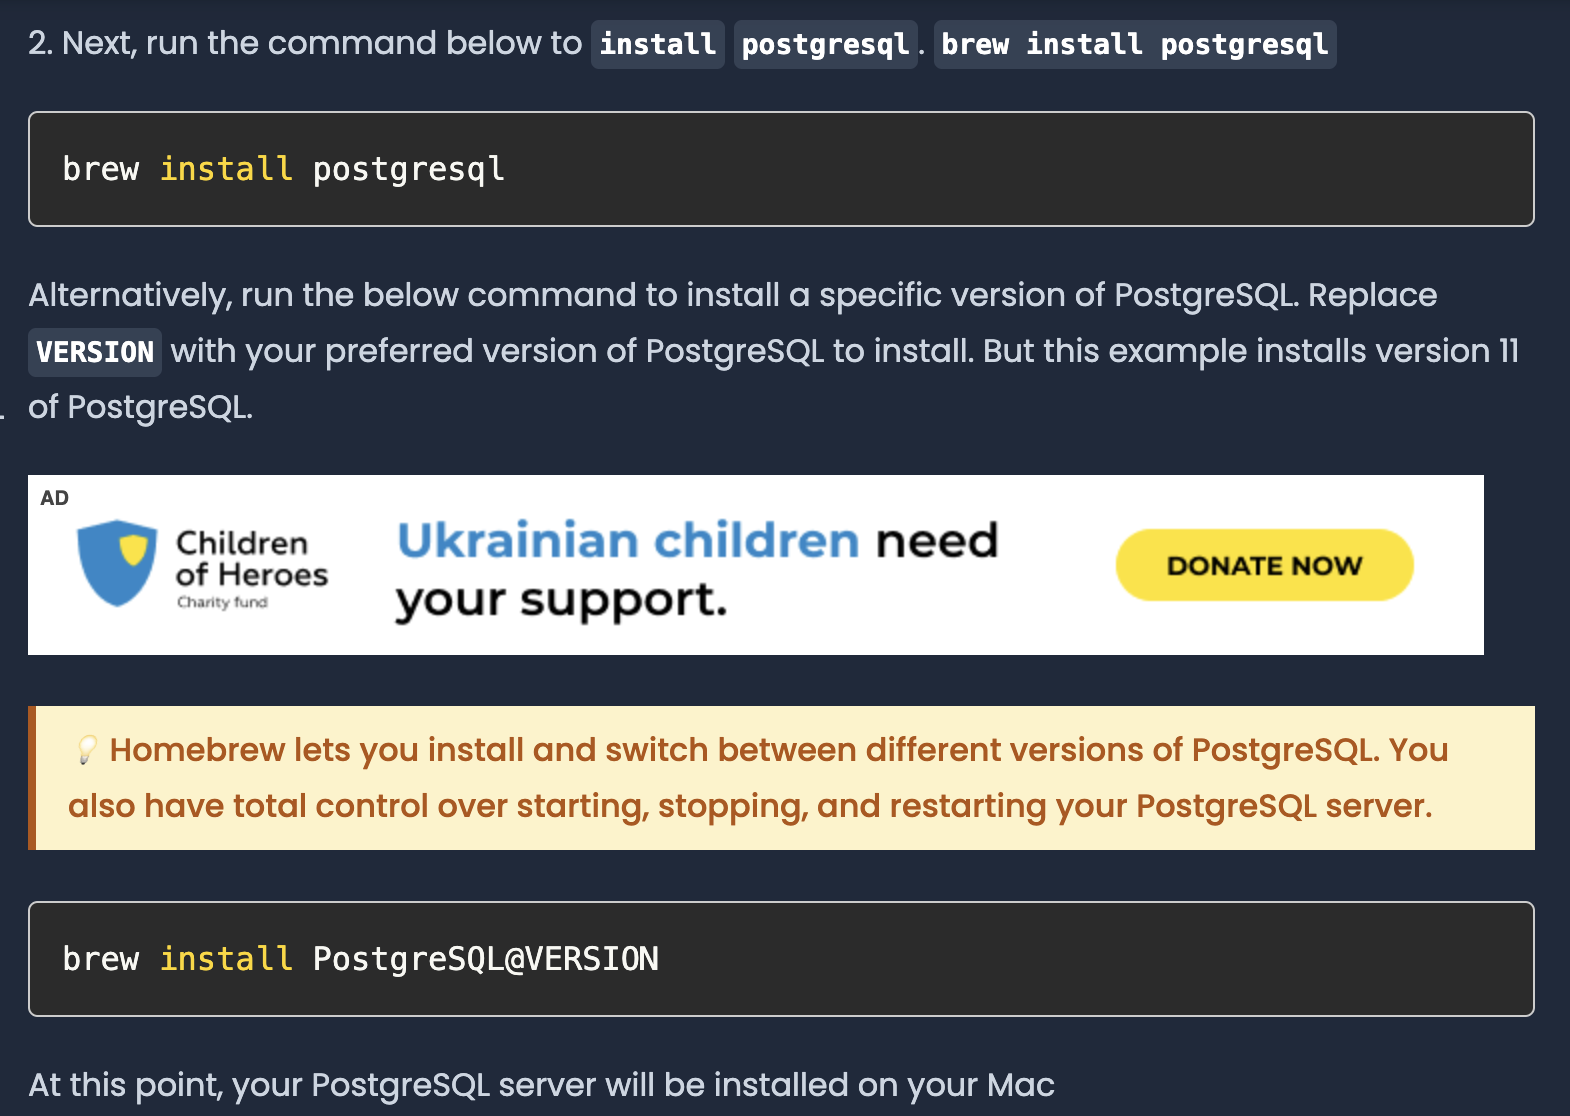 2. Next, run the command below to install postgresql. brew install postgresql
brew install postgresql
Alternatively, run the below command to install a specific version of PostgreSQL. Replace
VERSION with your preferred version of PostgreSQL to install. But this example installs version 11
of PostgreSQL.
AD
Children
of Heroes
Charity fund
Ukrainian children need
your support.
DONATE NOW
💡 Homebrew lets you install and switch between different versions of PostgreSQL. You
also have total control over starting, stopping, and restarting your PostgreSQL server.
brew install PostgreSQL@VERSION
At this point, your PostgreSQL server will be installed on your Mac